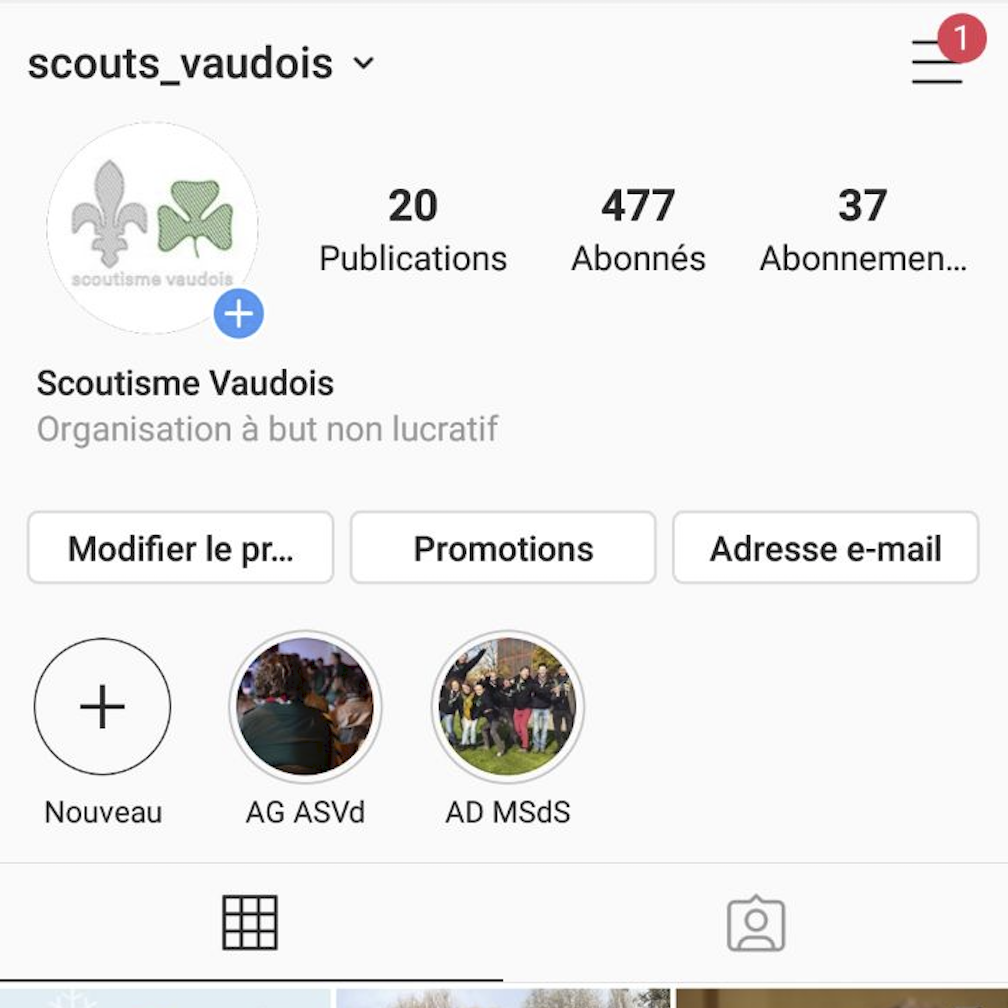 scouts_vaudois
1
scoutisme vaudois
20
Publications
477
Abonnés
37
Abonnemen...
Scoutisme Vaudois
Organisation à but non lucratif
Modifier le pr...
Promotions
Adresse e-mail
Nouveau
AG ASVd
AD MSdS